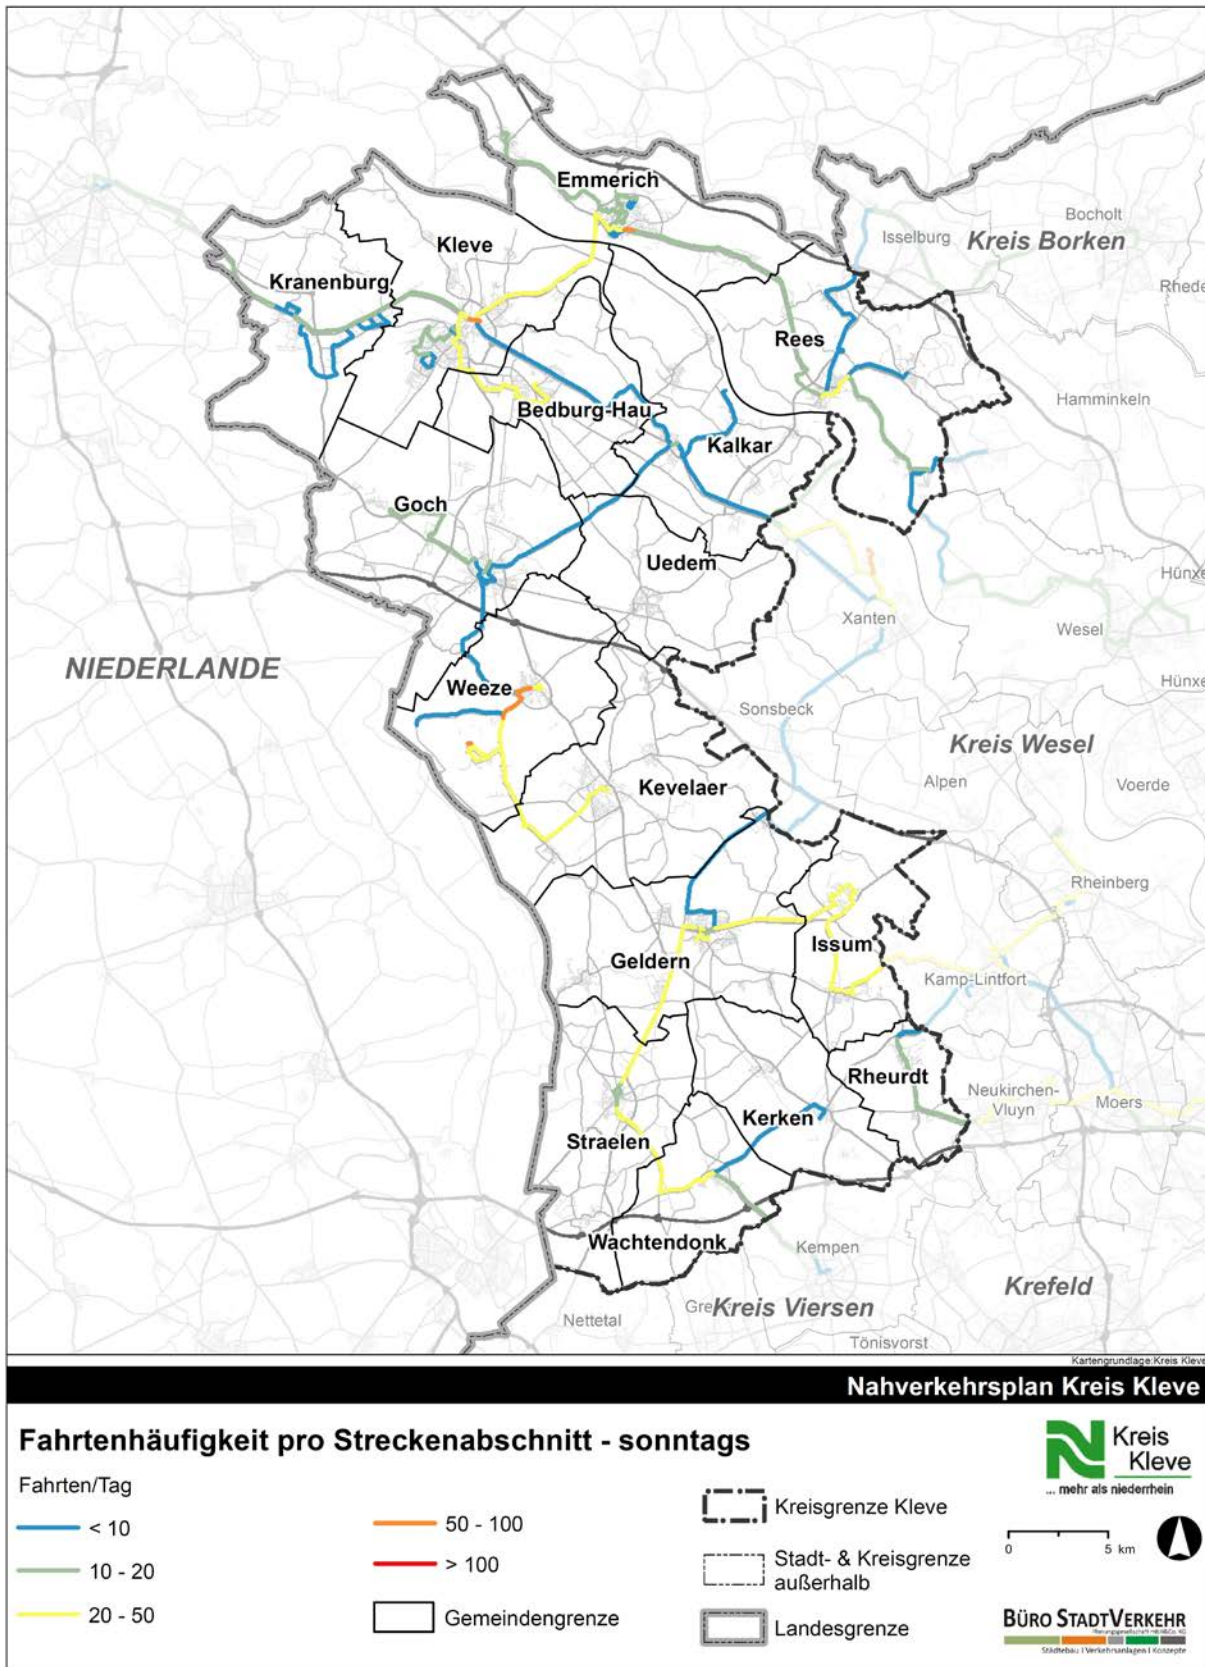 Emmerich
Bocholt
Isselburg
Kreis Borken
Kleve
Kranenburg
Rhede
Rees
Hamminkeln
Bedburg-Hau
Kalkar
Goch
Uedem
Hünxe
Xanten
Wesel
NIEDERLANDE
Weeze
Hünxe
Sonsbeck
Kreis Wesel
Alpen
Voerde
Kevelaer
Rheinberg
Issum
Geldern
Kamp-Lintfort
Rheurdt
Neukirchen-
Vluyn
Moers
Kerken
Straelen
Wachtendonk
Kempen
Krefeld
Kreis Viersen
Nettetal
Tönisvorst
Kartengrundlage:Kreis Kleve
Nahverkehrsplan Kreis Kleve
Fahrtenhäufigkeit pro Streckenabschnitt - sonntags
Fahrten/Tag
< 10
10 - 20
20 - 50
50 - 100
> 100
Gemeindengrenze
Kreisgrenze Kleve
Stadt- & Kreisgrenze
außerhalb
Landesgrenze
Kreis
Kleve
... mehr als niederrhein
0 5 km
BÜRO STADTVERKEHR
Städtebau I Verkehrsanlagen I Konzepte